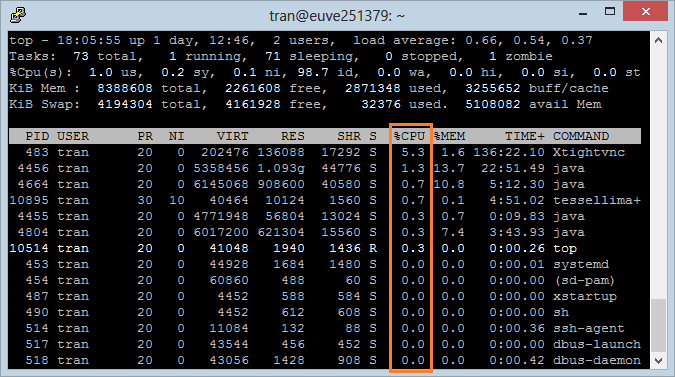 tran@euve251379: ~
top - 18:05:55 up 1 day, 12:46,  2 users,  load average: 0.66, 0.54, 0.37
Tasks:  73 total,   1 running,  71 sleeping,   0 stopped,   1 zombie
%Cpu(s):  1.0 us,  0.2 sy,  0.1 ni, 98.7 id,  0.0 wa,  0.0 hi,  0.0 si,  0.0 st
KiB Mem :  8388608 total,  2261608 free,  2871348 used,  3255652 buff/cache
KiB Swap:  4194304 total,  4161928 free,    32376 used.  5108082 avail Mem
PID USER      PR  NI    VIRT    RES    SHR S  %CPU %MEM     TIME+ COMMAND
483 tran      20   0  202476 136088  17292 S   5.3  1.6 136:22.10 Xtightvnc
4456 tran      20   0 5358456 1.093g  44776 S   1.3 13.7  22:51.49 java
4664 tran      20   0 6145068 908600  40580 S   0.7 10.8   5:12.30 java
10895 tran      30  10   40464  10124   1560 S   0.7  0.1   4:51.02 tessellima+
4455 tran      20   0 4771948  56804  13024 S   0.3  0.7   0:09.83 java
4804 tran      20   0 6017200 621304  15560 S   0.3  7.4   3:43.93 java
10514 tran      20   0   41048   1940   1436 R   0.3  0.0   0:00.26 top
453 tran      20   0   44928   1684   1480 S   0.0  0.0   0:00.01 systemd
454 tran      20   0   60860    488     60 S   0.0  0.0   0:00.00 (sd-pam)
487 tran      20   0    4452    588    584 S   0.0  0.0   0:00.00 xstartup
490 tran      20   0    4452    612    608 S   0.0  0.0   0:00.00 sh
514 tran      20   0   11084    132     88 S   0.0  0.0   0:00.36 ssh-agent
517 tran      20   0   43544    456    452 S   0.0  0.0   0:00.00 dbus-launch
518 tran      20   0   43056   1428    908 S   0.0  0.0   0:00.42 dbus-daemon